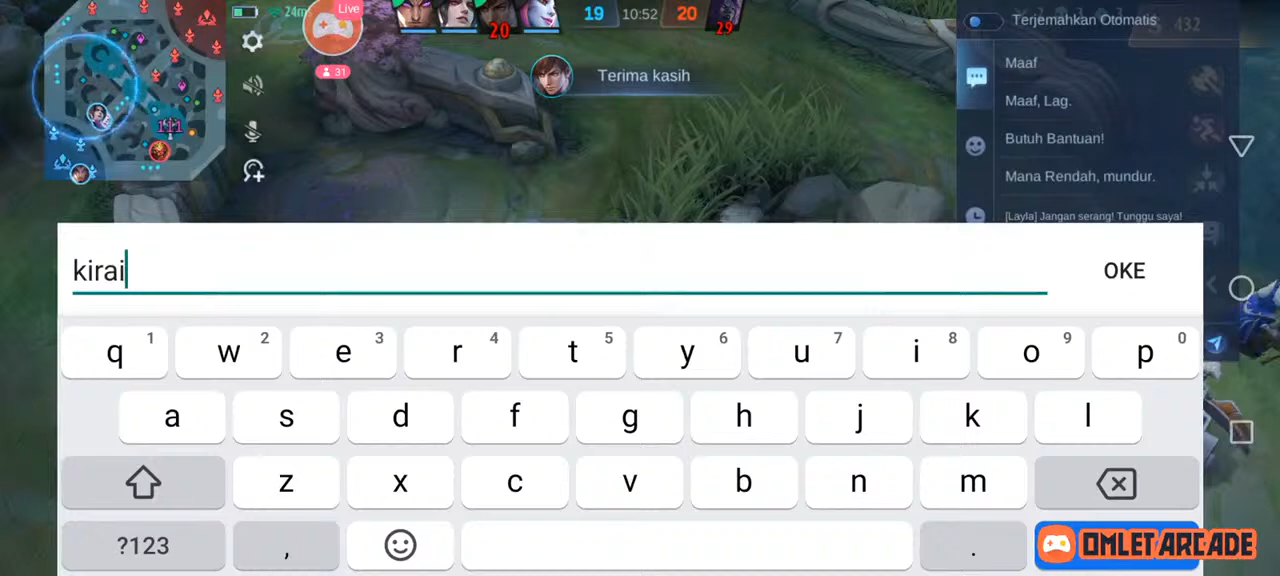 24m
Live
31
20
19
10:52
20
29
Terima kasih
Terjemahkan Otomatis
432
Maaf
Maaf, Lag.
Butuh Bantuan!
Mana Rendah, mundur.
[Layla] Jangan serang! Tunggu saya!
kirai
OKE
q 1 w 2 e 3 r 4 t 5 y 6 u 7 i 8 o 9 p 0
a s d f g h j k l
z x c v b n m
?123 , .
OMLET ARCADE